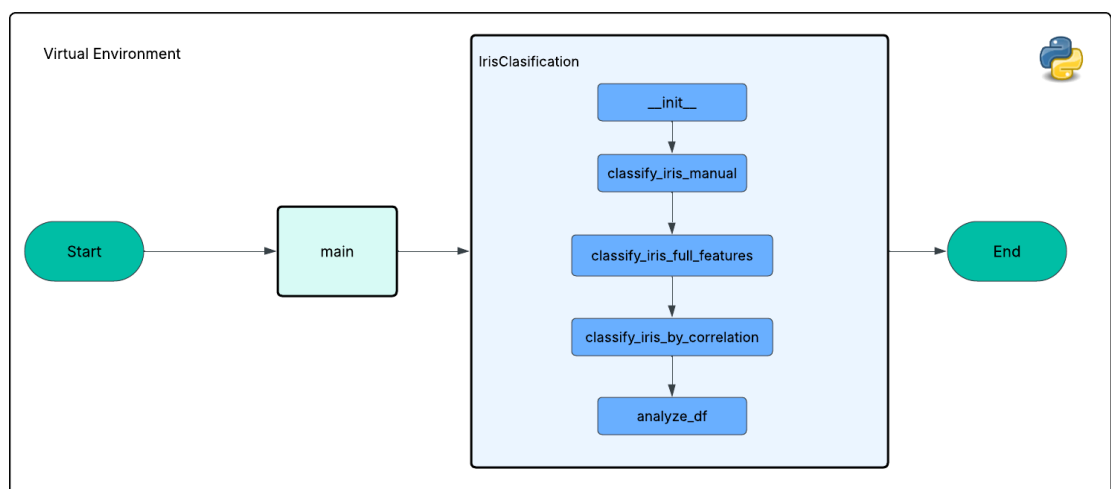 Virtual Environment
IrisClasification
__init__
classify_iris_manual
Start
main
classify_iris_full_features
End
classify_iris_by_correlation
analyze_df